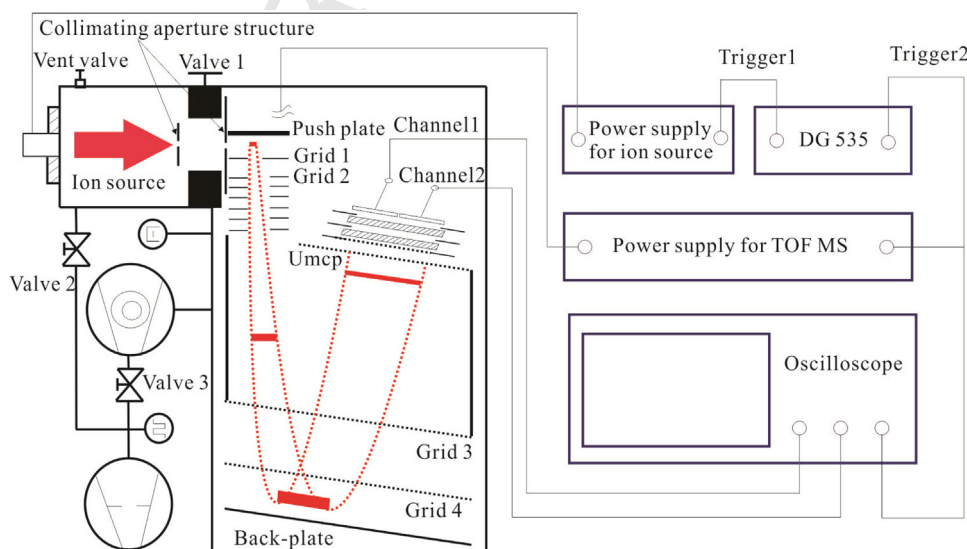 Collimating aperture structure
Vent valve
Valve 1
Trigger1
Trigger2
Push plate
Channel1
Power supply
for ion source
DG 535
Grid 1
Grid 2
Channel2
Ion source
Umcp
Power supply for TOF MS
Valve 2
Valve 3
Oscilloscope
Grid 3
Grid 4
Back-plate